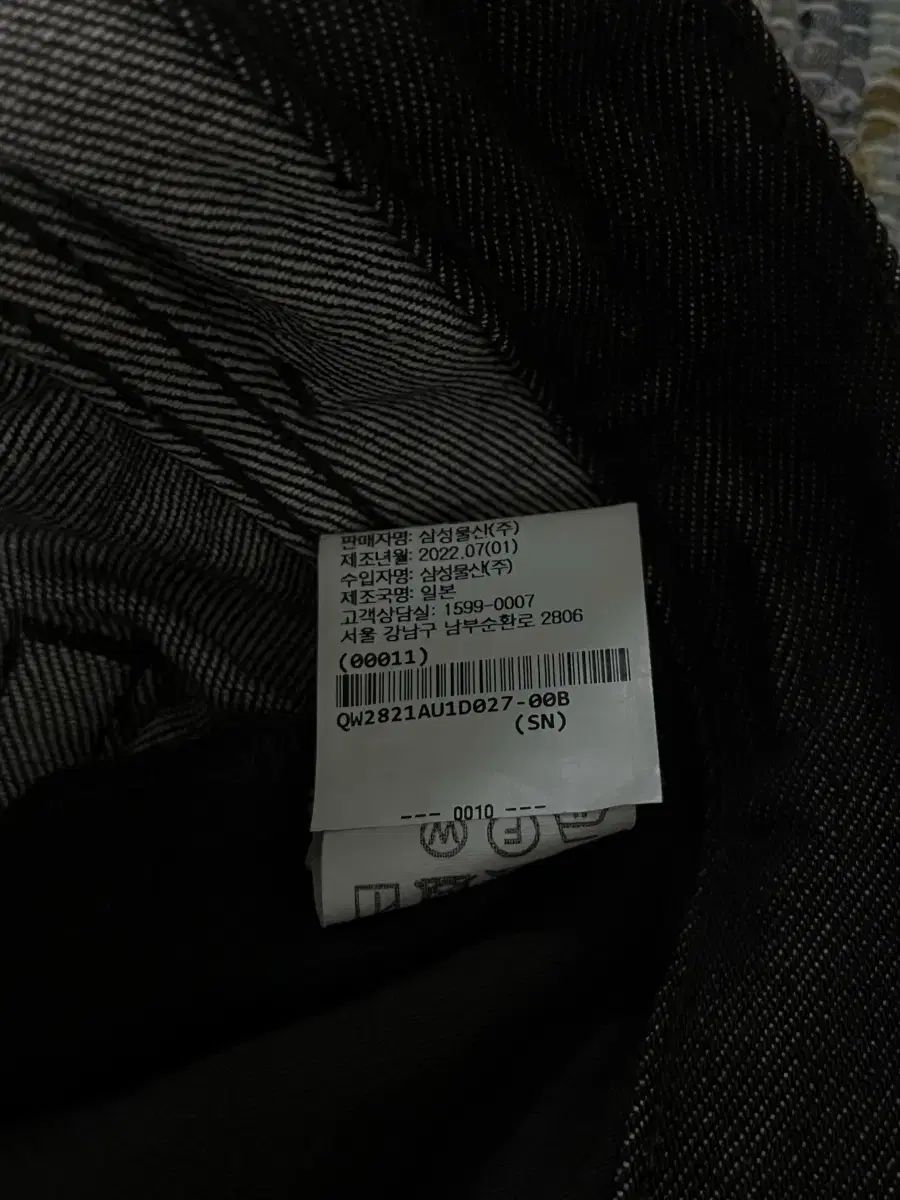 판매자명: 삼성물산(주)
제조년월: 2022.07(01)
수입자명: 삼성물산(주)
제조국명: 일본
고객상담실: 1599-0007
서울 강남구 남부순환로 2806
(00011)
QW2821AU1D027-00B
(SN)
--- 0010 ---
W F